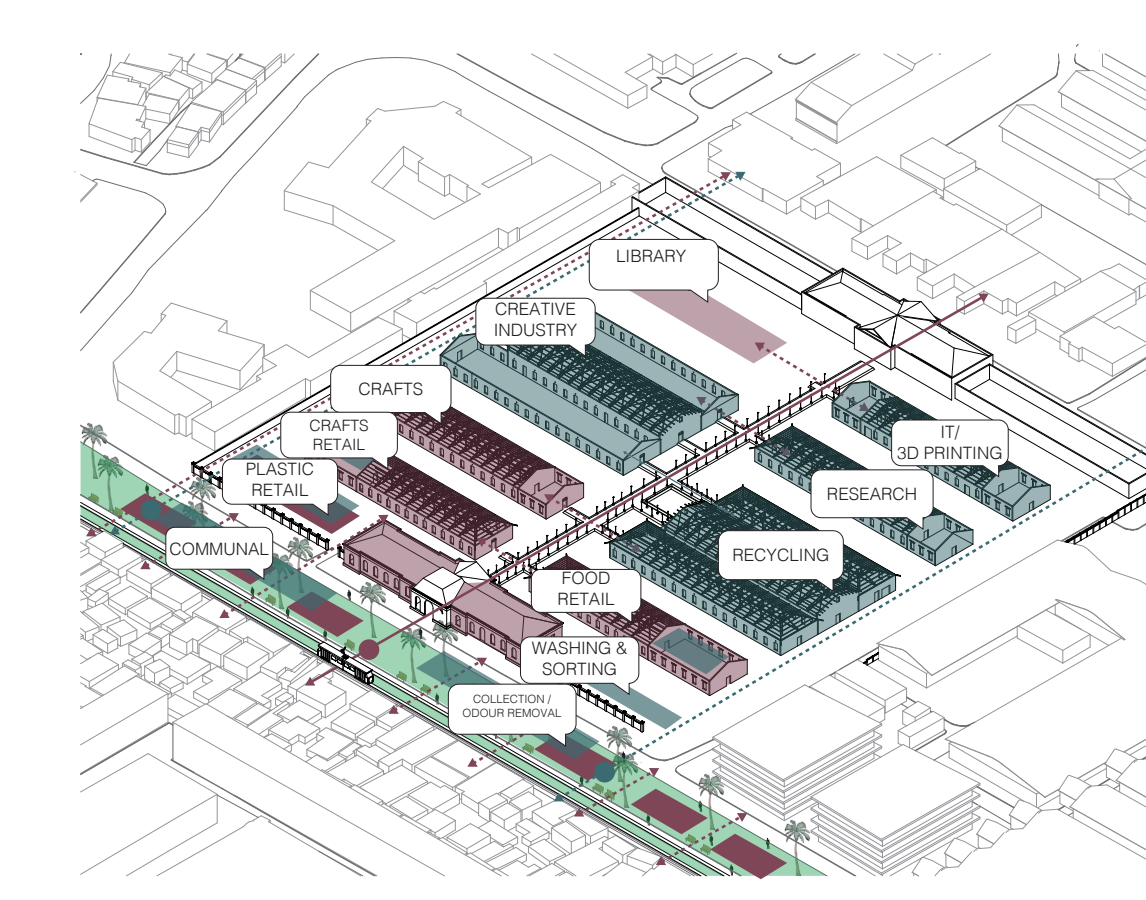 LIBRARY
CREATIVE
INDUSTRY
CRAFTS
CRAFTS
RETAIL
PLASTIC
RETAIL
COMMUNAL
IT/
3D PRINTING
RESEARCH
RECYCLING
FOOD
RETAIL
WASHING &
SORTING
COLLECTION /
ODOUR REMOVAL